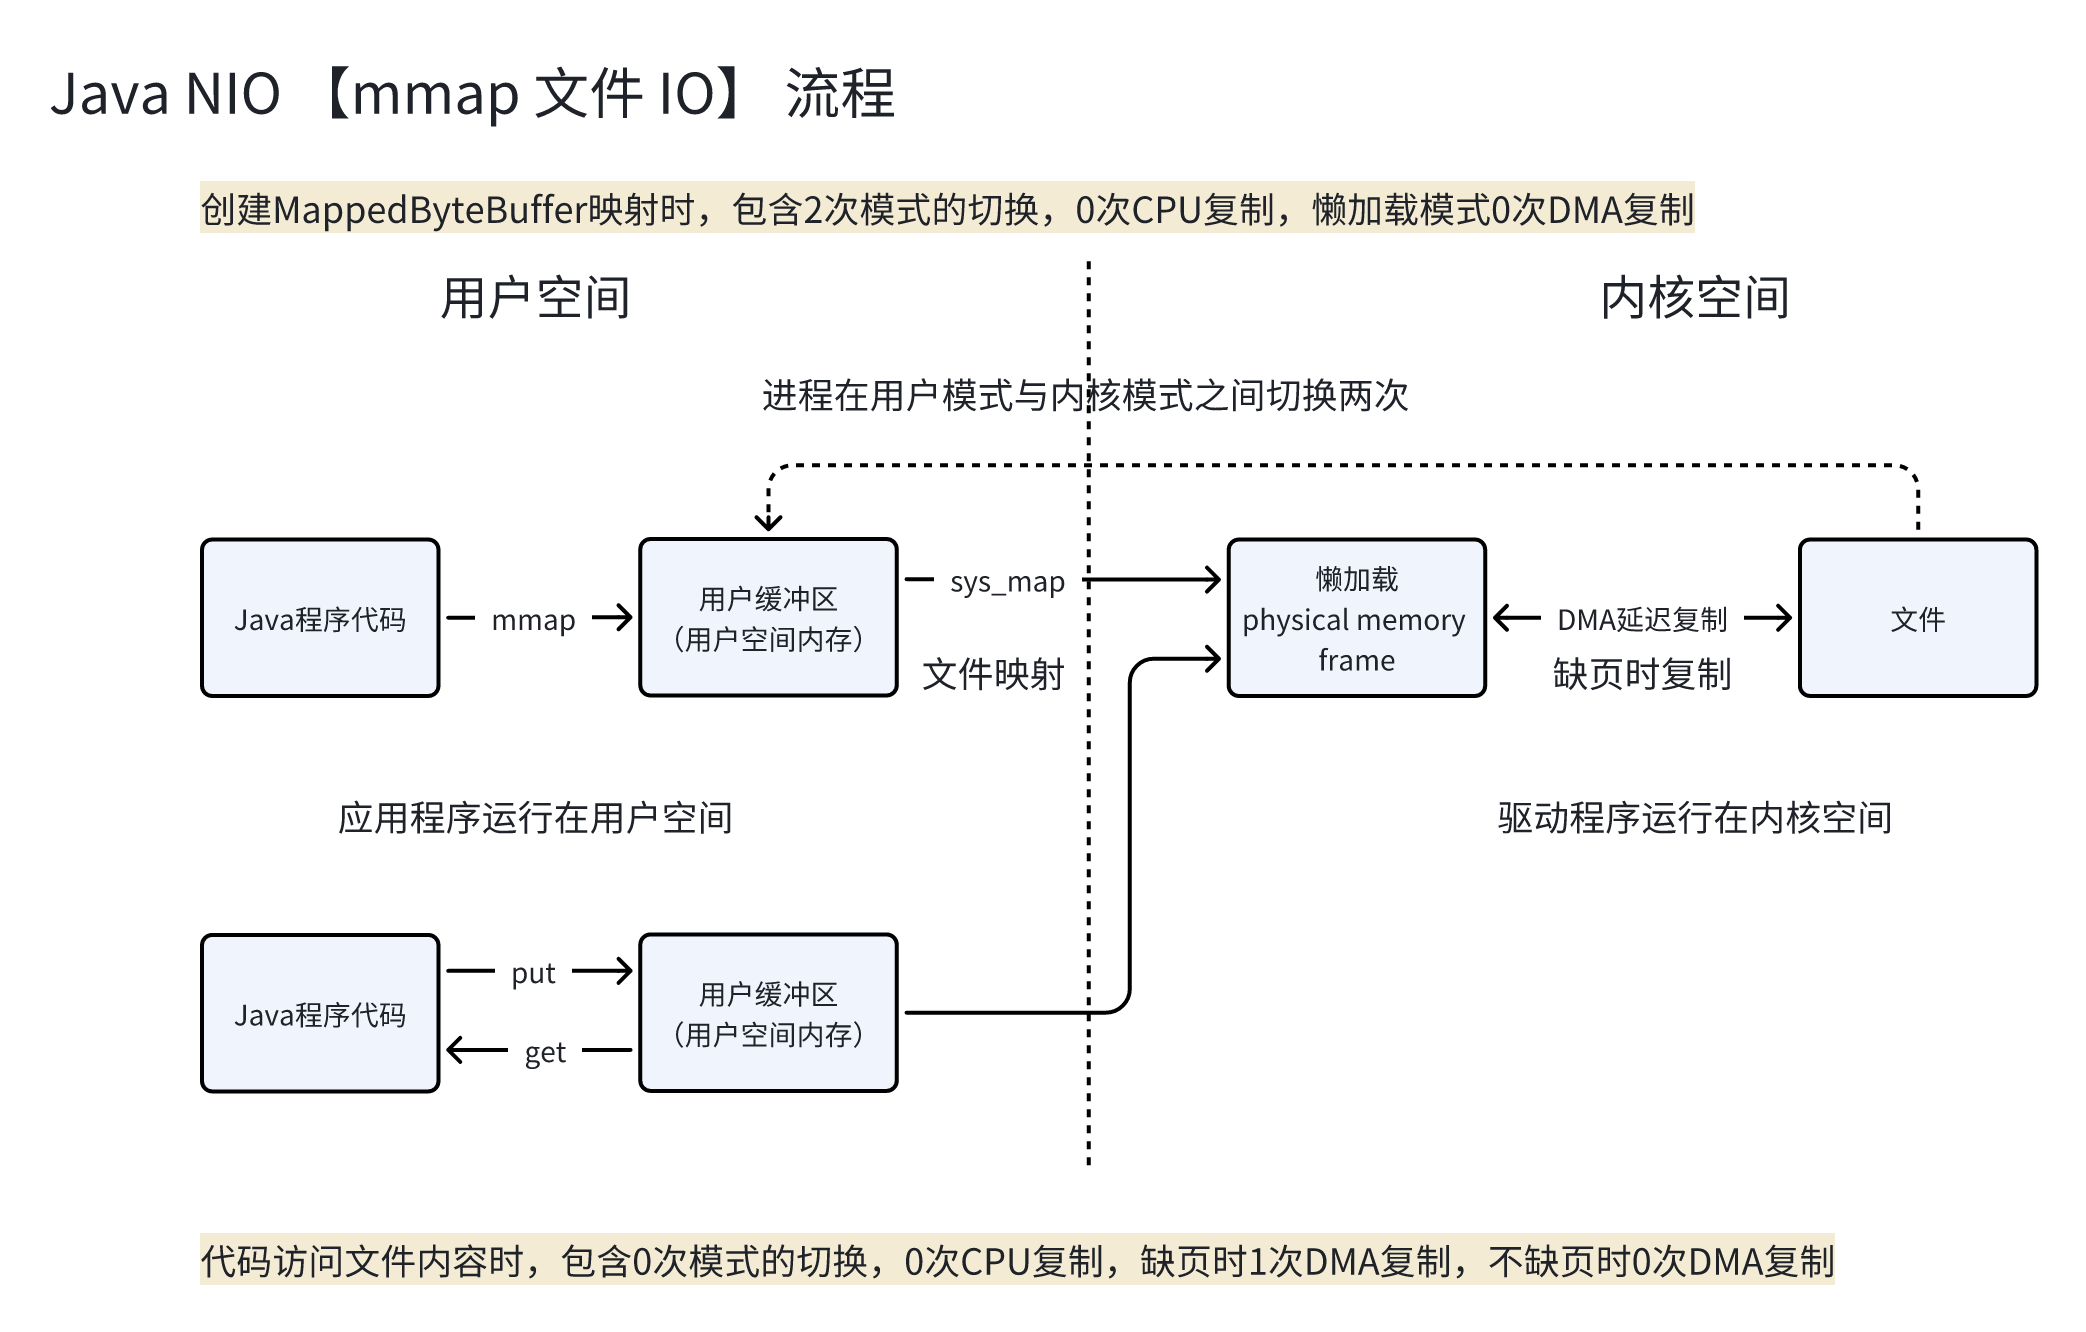 Java NIO 【mmap 文件 IO】 流程
创建MappedByteBuffer映射时，包含2次模式的切换，0次CPU复制，懒加载模式0次DMA复制
用户空间
内核空间
进程在用户模式与内核模式之间切换两次
Java程序代码
mmap
用户缓冲区
（用户空间内存）
sys_map
文件映射
懒加载
physical memory
frame
DMA延迟复制
缺页时复制
文件
应用程序运行在用户空间
驱动程序运行在内核空间
Java程序代码
put
get
用户缓冲区
（用户空间内存）
代码访问文件内容时，包含0次模式的切换，0次CPU复制，缺页时1次DMA复制，不缺页时0次DMA复制